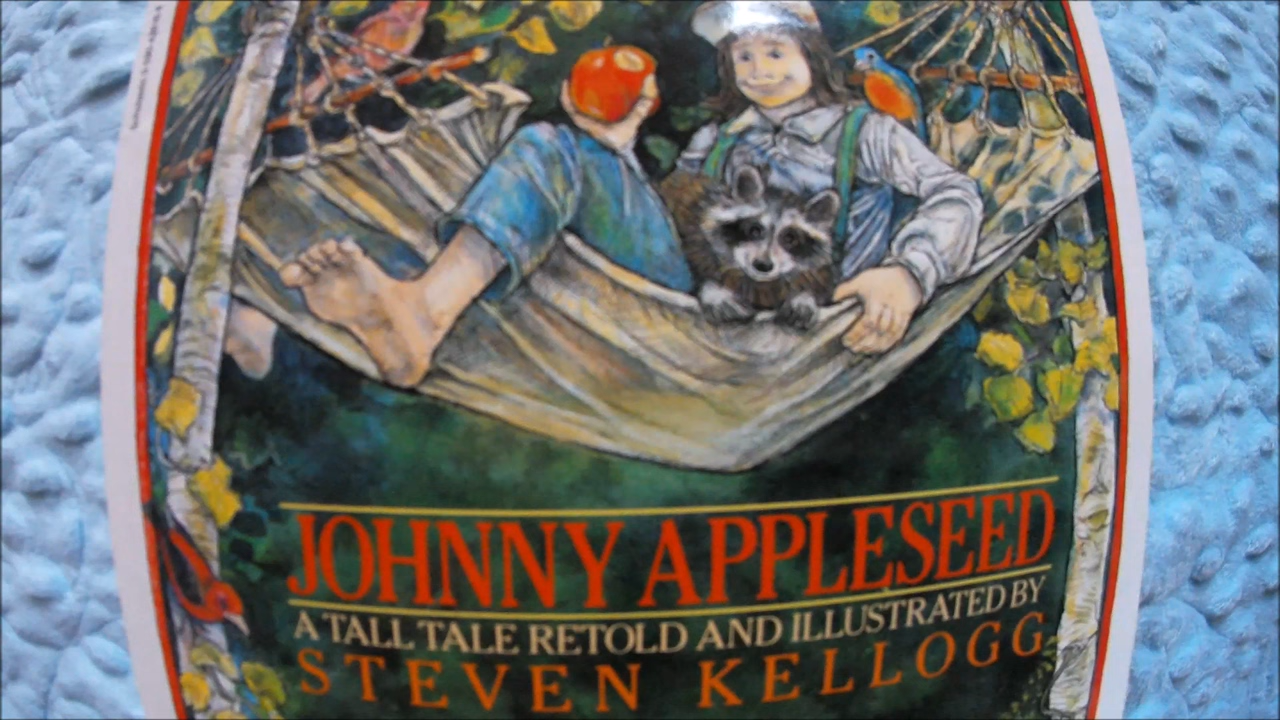 JOHNNY APPLESEED
A TALL TALE RETOLD AND ILLUSTRATED BY
STEVEN KELLOGG